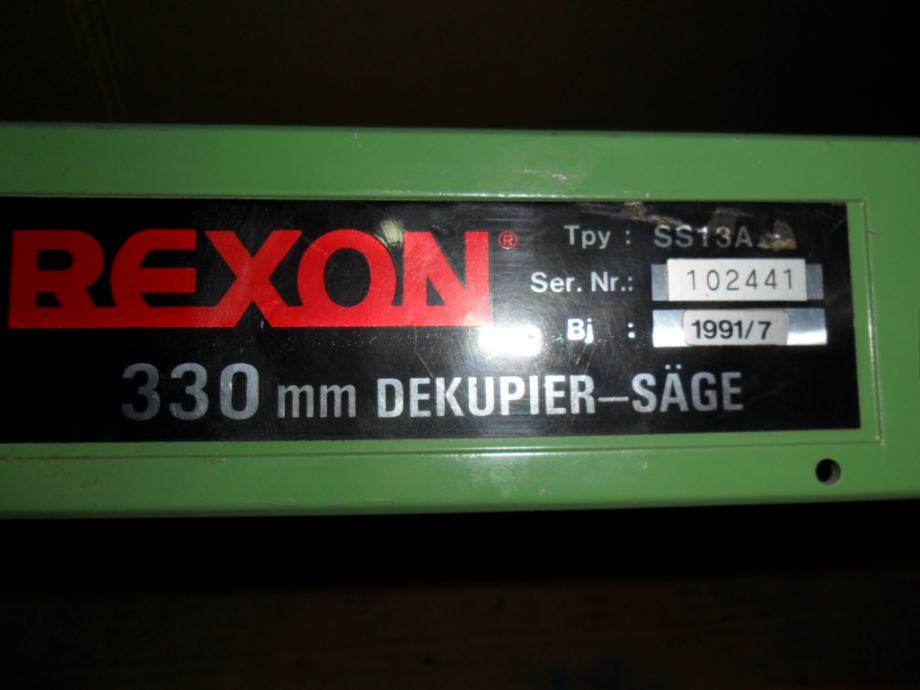 REXON®
Tpy : SS13A
Ser. Nr.: 102441
Bj : 1991/7
330 mm DEKUPIER–SÄGE